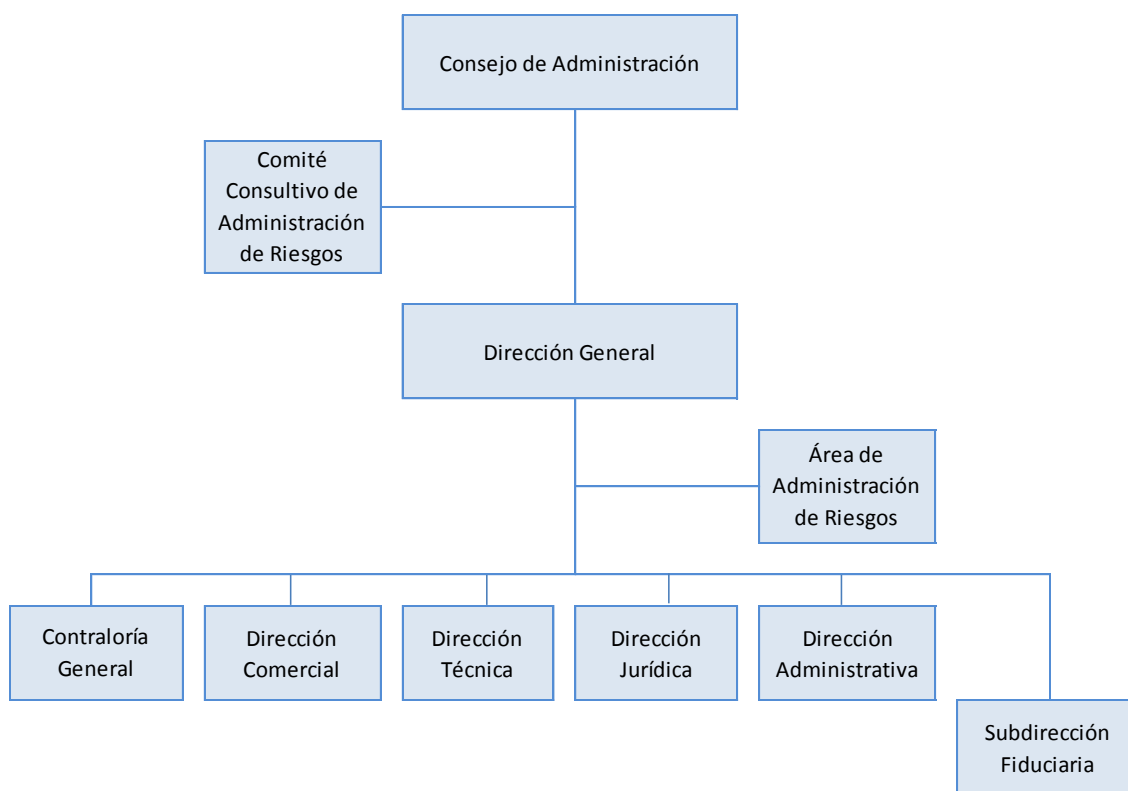 Consejo de Administración
Comité
Consultivo de
Administración
de Riesgos
Dirección General
Área de
Administración
de Riesgos
Contraloría
General
Dirección
Comercial
Dirección
Técnica
Dirección
Jurídica
Dirección
Administrativa
Subdirección
Fiduciaria